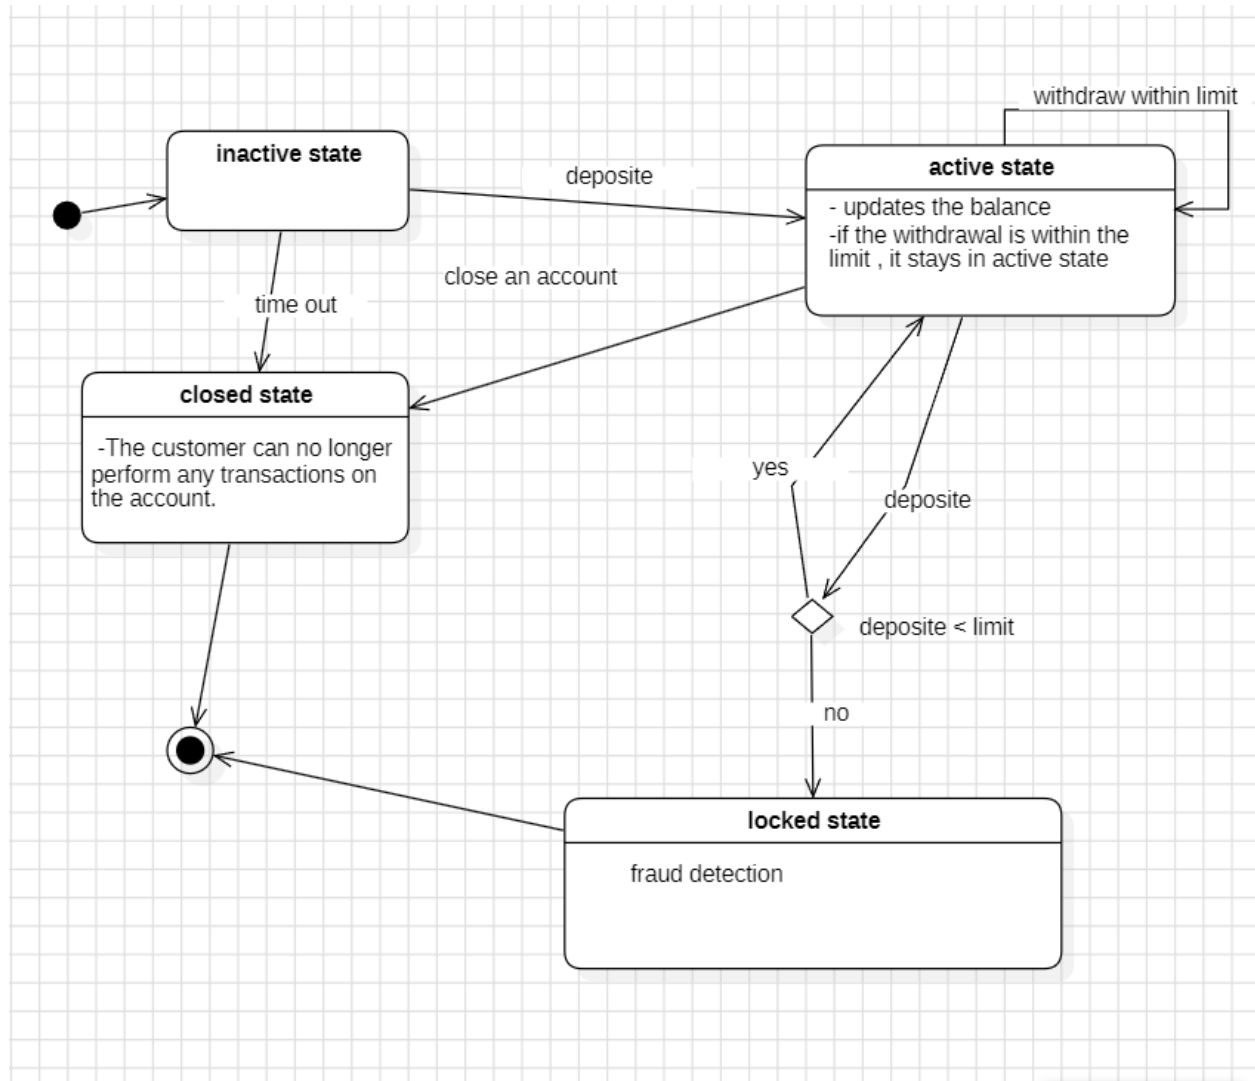 withdraw within limit
inactive state
deposite
active state
- updates the balance
-if the withdrawal is within the
limit , it stays in active state
close an account
time out
closed state
-The customer can no longer
perform any transactions on
the account.
yes
deposite
deposite < limit
no
locked state
fraud detection